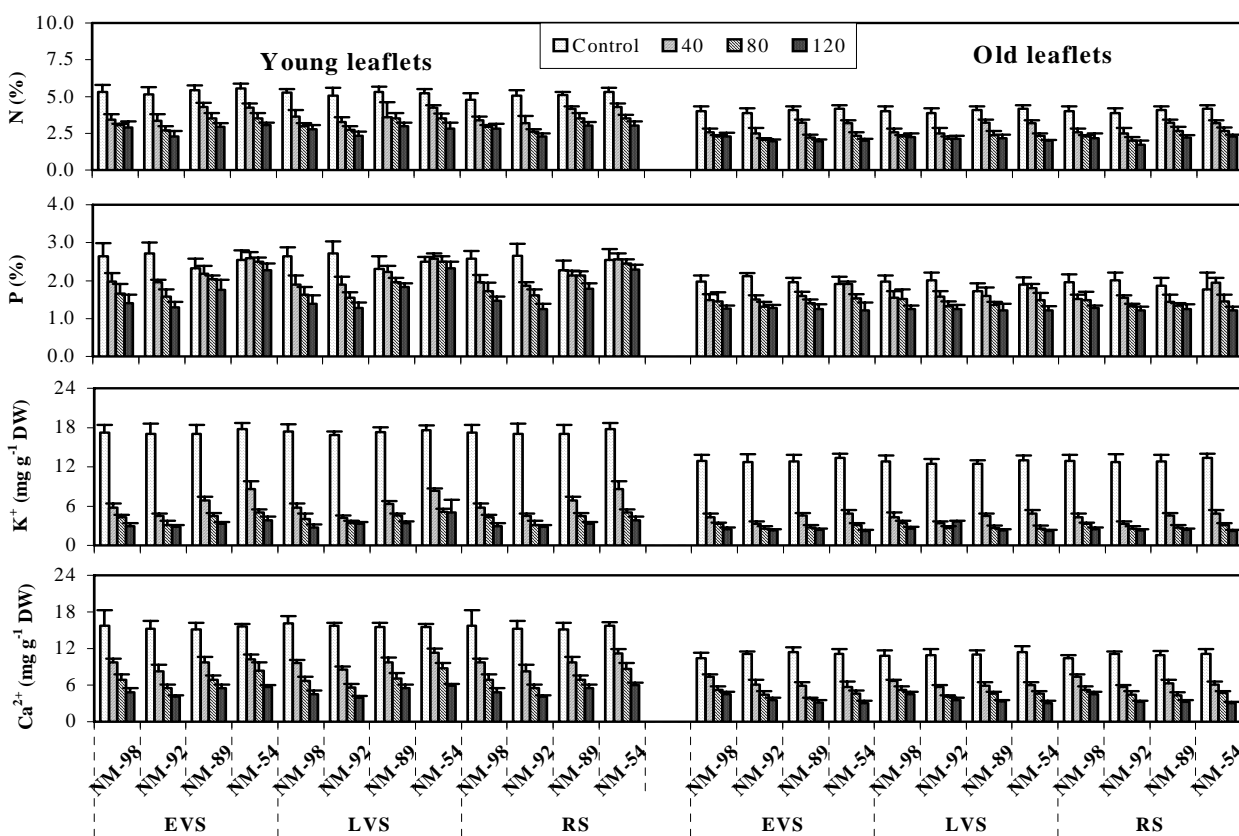 Young leaflets
Control 40 80 120
Old leaflets
N (%)
10.0
7.5
5.0
2.5
0.0
P (%)
4.0
3.0
2.0
1.0
0.0
K⁺ (mg g⁻¹ DW)
24
18
12
6
0
Ca²⁺ (mg g⁻¹ DW)
24
18
12
6
0
NM-98 NM-92 NM-89 NM-54 NM-98 NM-92 NM-89 NM-54 NM-98 NM-92 NM-89 NM-54 NM-98 NM-92 NM-89 NM-54 NM-98 NM-92 NM-89 NM-54 NM-98 NM-92 NM-89 NM-54
EVS LVS RS EVS LVS RS